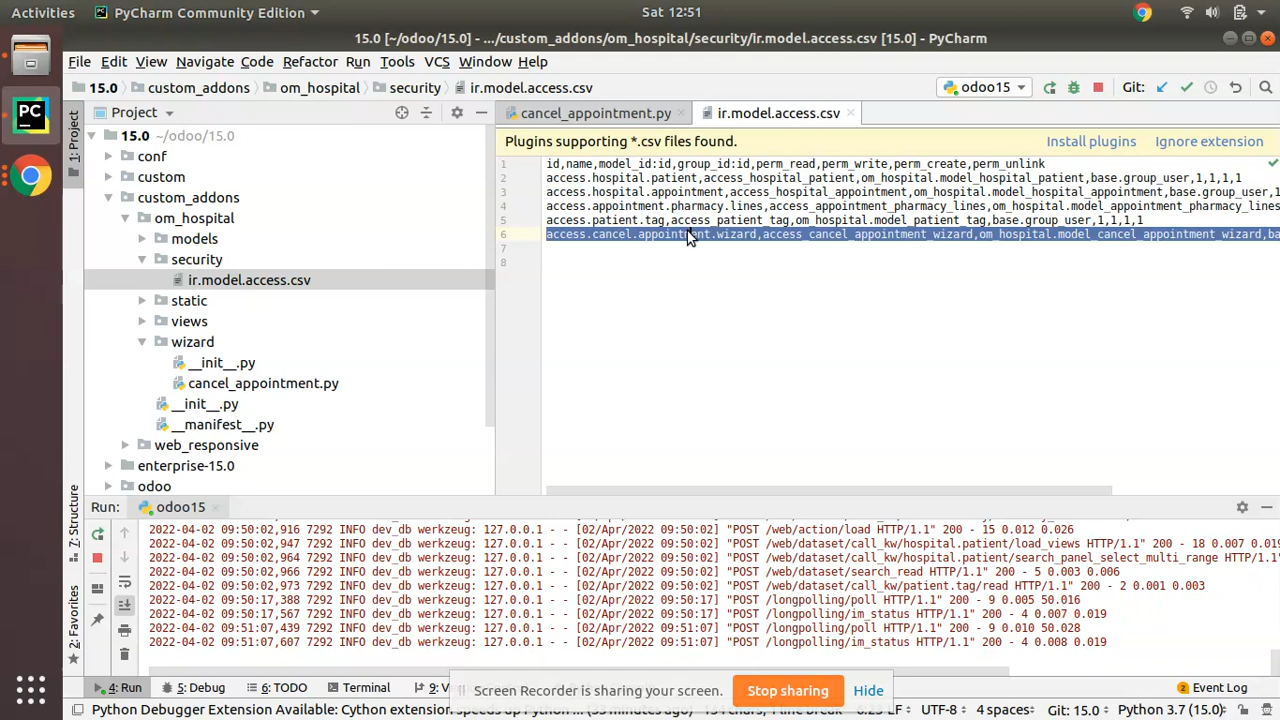 Activities
PyCharm Community Edition
Sat 12:51
15.0 [~/odoo/15.0] - .../custom_addons/om_hospital/security/ir.model.access.csv [15.0] - PyCharm
File Edit View Navigate Code Refactor Run Tools VCS Window Help
15.0 custom_addons om_hospital security ir.model.access.csv
odoo15
Git:
1: Project
Project
cancel_appointment.py
ir.model.access.csv
15.0 ~/odoo/15.0
conf
custom
custom_addons
om_hospital
models
security
ir.model.access.csv
static
views
wizard
__init__.py
cancel_appointment.py
__init__.py
__manifest__.py
web_responsive
enterprise-15.0
odoo
Plugins supporting *.csv files found.
Install plugins
Ignore extension
1 id,name,model_id:id,group_id:id,perm_read,perm_write,perm_create,perm_unlink
2 access.hospital.patient,access_hospital_patient,om_hospital.model_hospital_patient,base.group_user,1,1,1,1
3 access.hospital.appointment,access_hospital_appointment,om_hospital.model_hospital_appointment,base.group_user,1
4 access.appointment.pharmacy.lines,access_appointment_pharmacy_lines,om_hospital.model_appointment_pharmacy_lines
5 access.patient.tag,access_patient_tag,om_hospital.model_patient_tag,base.group_user,1,1,1,1
6 access.cancel.appointment.wizard,access_cancel_appointment_wizard,om_hospital.model_cancel_appointment_wizard,ba
7
8
Run:
odoo15
7: Structure
2: Favorites
2022-04-02 09:50:02,916 7292 INFO dev_db werkzeug: 127.0.0.1 - - [02/Apr/2022 09:50:02] "POST /web/action/load HTTP/1.1" 200 - 15 0.012 0.026
2022-04-02 09:50:02,947 7292 INFO dev_db werkzeug: 127.0.0.1 - - [02/Apr/2022 09:50:02] "POST /web/dataset/call_kw/hospital.patient/load_views HTTP/1.1" 200 - 18 0.007 0.019
2022-04-02 09:50:02,964 7292 INFO dev_db werkzeug: 127.0.0.1 - - [02/Apr/2022 09:50:02] "POST /web/dataset/call_kw/hospital.patient/search_panel_select_multi_range HTTP/1.1"
2022-04-02 09:50:02,966 7292 INFO dev_db werkzeug: 127.0.0.1 - - [02/Apr/2022 09:50:02] "POST /web/dataset/search_read HTTP/1.1" 200 - 5 0.003 0.006
2022-04-02 09:50:02,973 7292 INFO dev_db werkzeug: 127.0.0.1 - - [02/Apr/2022 09:50:02] "POST /web/dataset/call_kw/patient.tag/read HTTP/1.1" 200 - 2 0.001 0.003
2022-04-02 09:50:17,388 7292 INFO dev_db werkzeug: 127.0.0.1 - - [02/Apr/2022 09:50:17] "POST /longpolling/poll HTTP/1.1" 200 - 9 0.005 50.016
2022-04-02 09:50:17,567 7292 INFO dev_db werkzeug: 127.0.0.1 - - [02/Apr/2022 09:50:17] "POST /longpolling/im_status HTTP/1.1" 200 - 4 0.007 0.019
2022-04-02 09:51:07,439 7292 INFO dev_db werkzeug: 127.0.0.1 - - [02/Apr/2022 09:51:07] "POST /longpolling/poll HTTP/1.1" 200 - 9 0.010 50.028
2022-04-02 09:51:07,607 7292 INFO dev_db werkzeug: 127.0.0.1 - - [02/Apr/2022 09:51:07] "POST /longpolling/im_status HTTP/1.1" 200 - 4 0.008 0.019
4: Run
5: Debug
6: TODO
Terminal
9: V
Event Log
Screen Recorder is sharing your screen.
Stop sharing
Hide
Python Debugger Extension Available: Cython extension speeds up Python
6:23 LF UTF-8 4 spaces Git: 15.0 Python 3.7 (15.0)